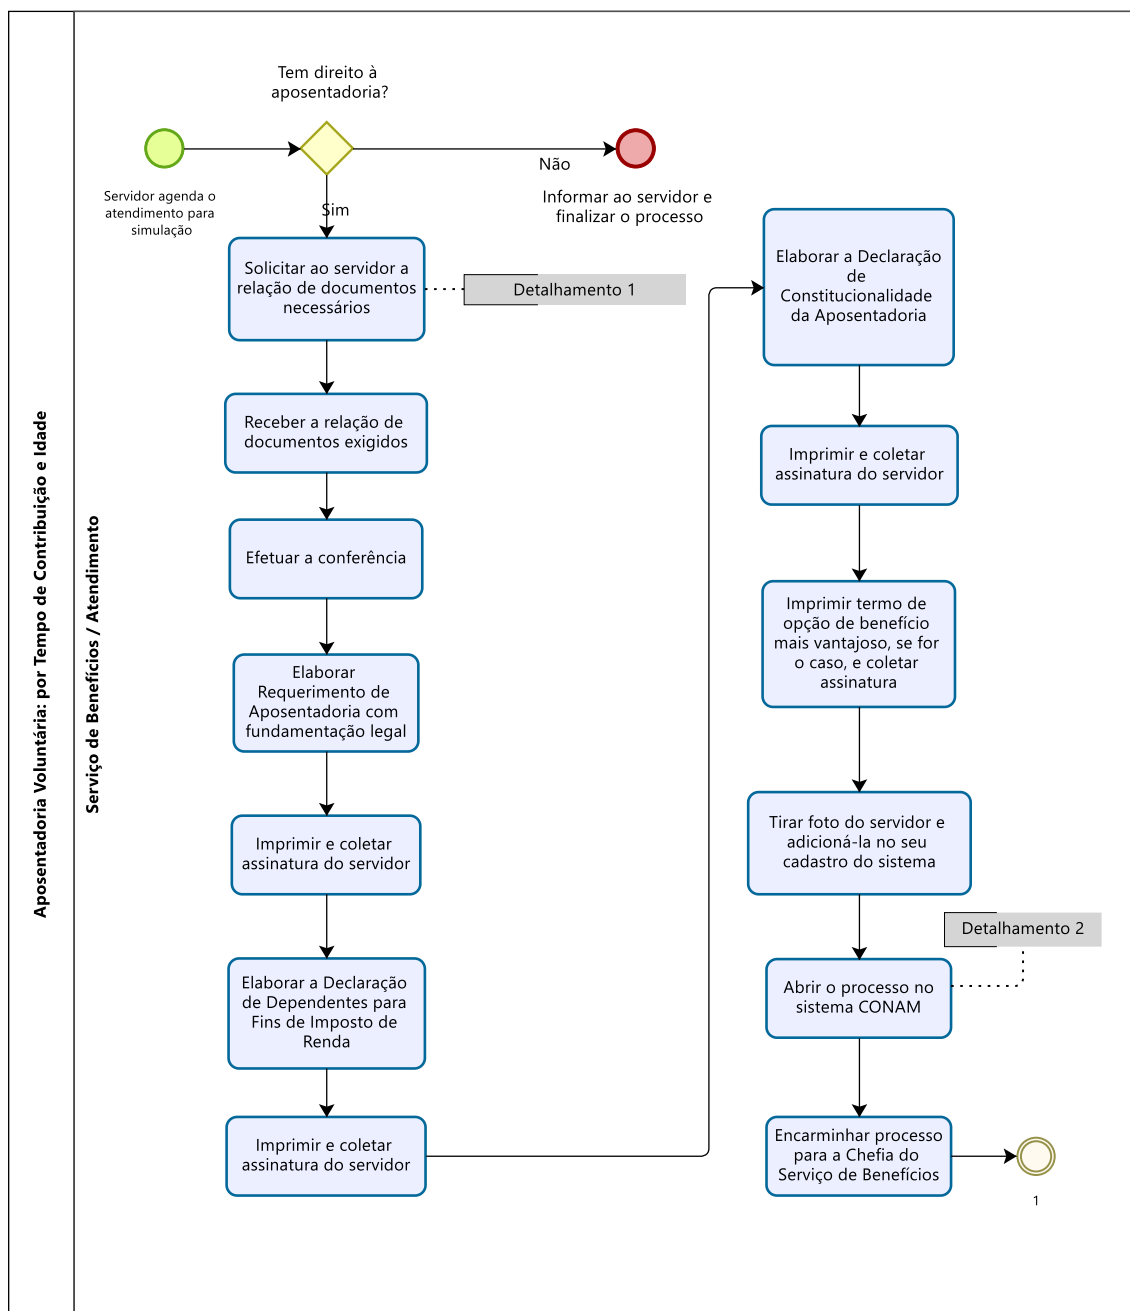 Aposentadoria Voluntária: por Tempo de Contribuição e Idade
Serviço de Benefícios / Atendimento
Tem direito à
aposentadoria?
Servidor agenda o
atendimento para
simulação
Não
Informar ao servidor e
finalizar o processo
Sim
Solicitar ao servidor a
relação de documentos
necessários
Detalhamento 1
Receber a relação de
documentos exigidos
Efetuar a conferência
Elaborar
Requerimento de
Aposentadoria com
fundamentação legal
Imprimir e coletar
assinatura do servidor
Elaborar a Declaração
de Dependentes para
Fins de Imposto de
Renda
Imprimir e coletar
assinatura do servidor
Elaborar a Declaração
de
Constitucionalidade
da Aposentadoria
Imprimir e coletar
assinatura do servidor
Imprimir termo de
opção de benefício
mais vantajoso, se for
o caso, e coletar
assinatura
Tirar foto do servidor e
adicioná-la no seu
cadastro do sistema
Detalhamento 2
Abrir o processo no
sistema CONAM
Encarminhar processo
para a Chefia do
Serviço de Benefícios
1